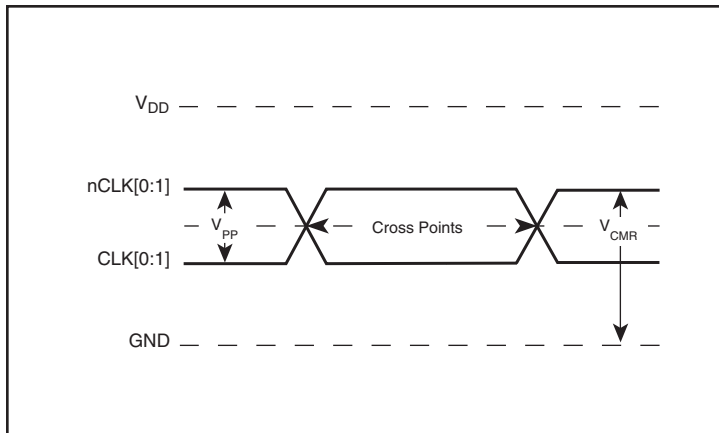 VDD
nCLK[0:1]
VPP
Cross Points
VCMR
CLK[0:1]
GND